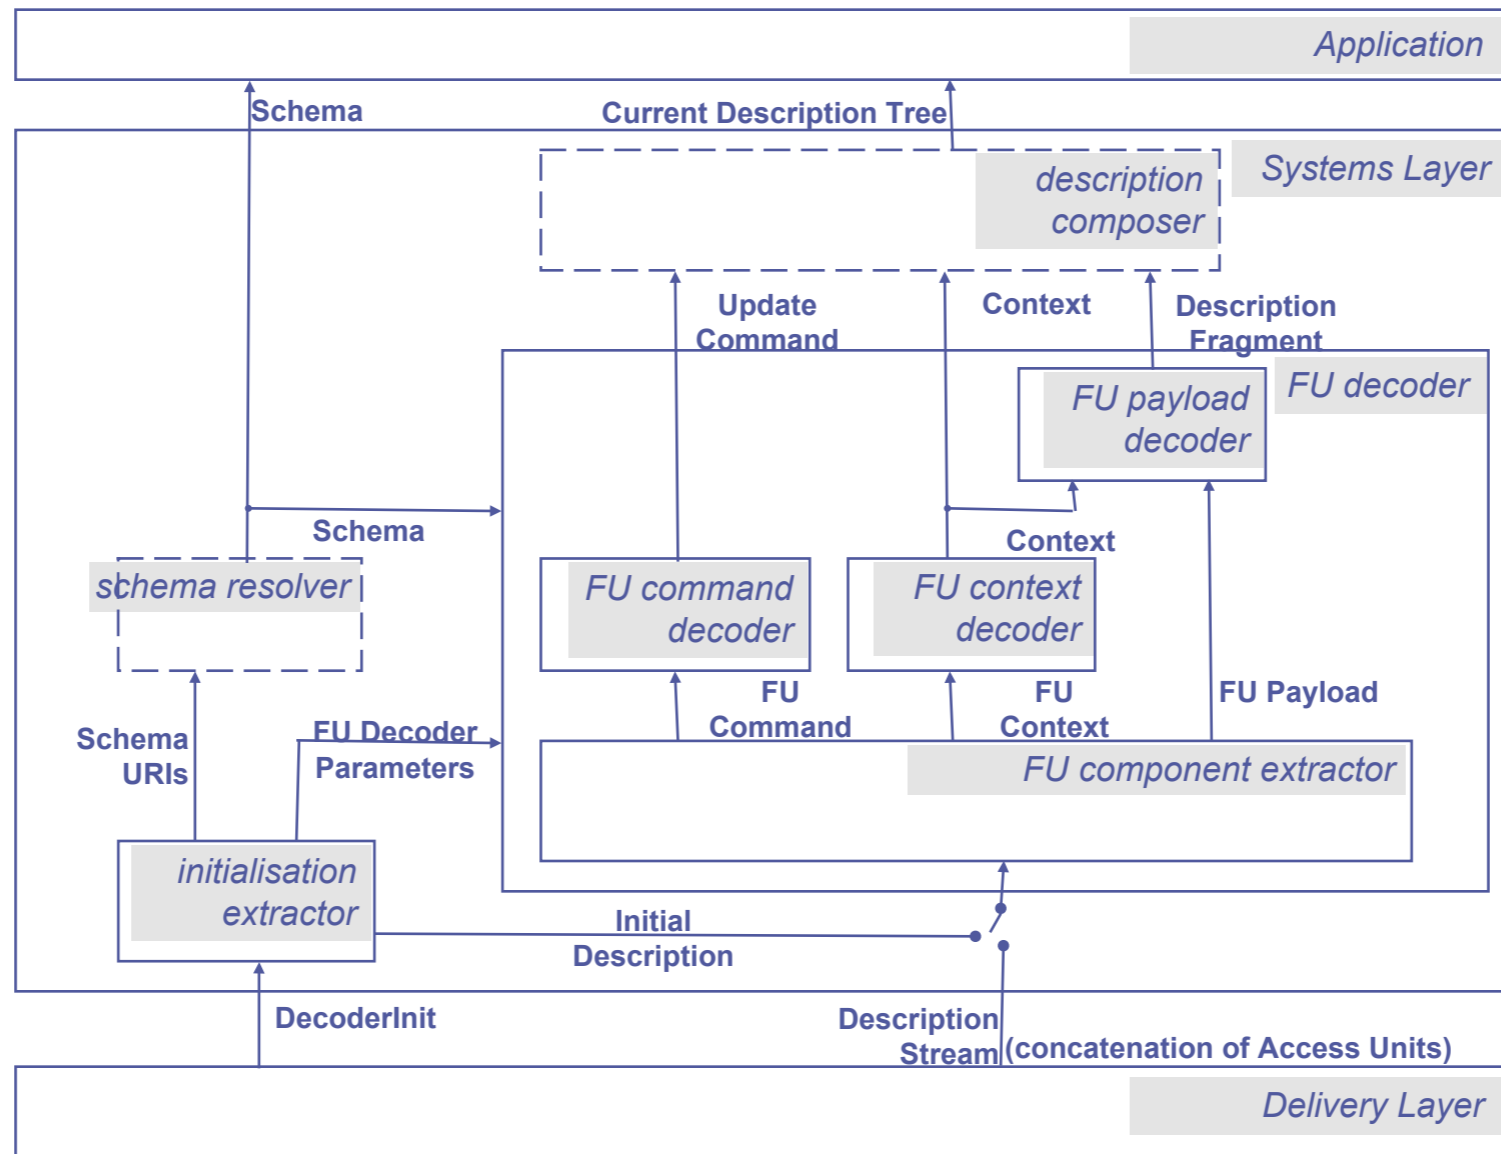 Application
Schema
Current Description Tree
Systems Layer
description
composer
Update
Command
Context
Description
Fragment
FU decoder
FU payload
decoder
Schema
Context
schema resolver
FU command
decoder
FU context
decoder
Schema
URIs
FU Decoder
Parameters
FU
Command
FU
Context
FU Payload
FU component extractor
initialisation
extractor
Initial
Description
DecoderInit
Description
Stream (concatenation of Access Units)
Delivery Layer